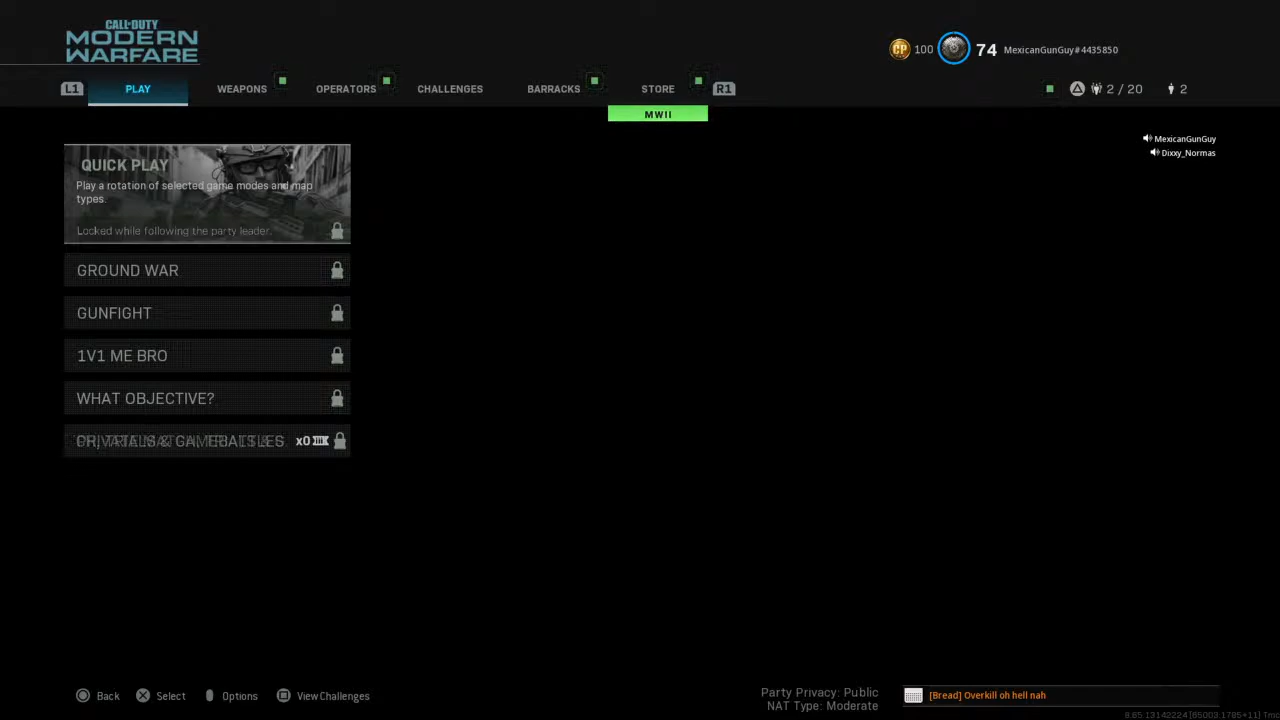 CALL OF DUTY
MODERN
WARFARE
CP 100 74 MexicanGunGuy#4435850
L1 PLAY WEAPONS OPERATORS CHALLENGES BARRACKS STORE R1 2 / 20 2
MWII
MexicanGunGuy
Dixxy_Normas
QUICK PLAY
Play a rotation of selected game modes and map
types.
Locked while following the party leader.
GROUND WAR
GUNFIGHT
1V1 ME BRO
WHAT OBJECTIVE?
& GAMEBATTLES x0
Back Select Options View Challenges
Party Privacy: Public
NAT Type: Moderate
[Bread] Overkill oh hell nah